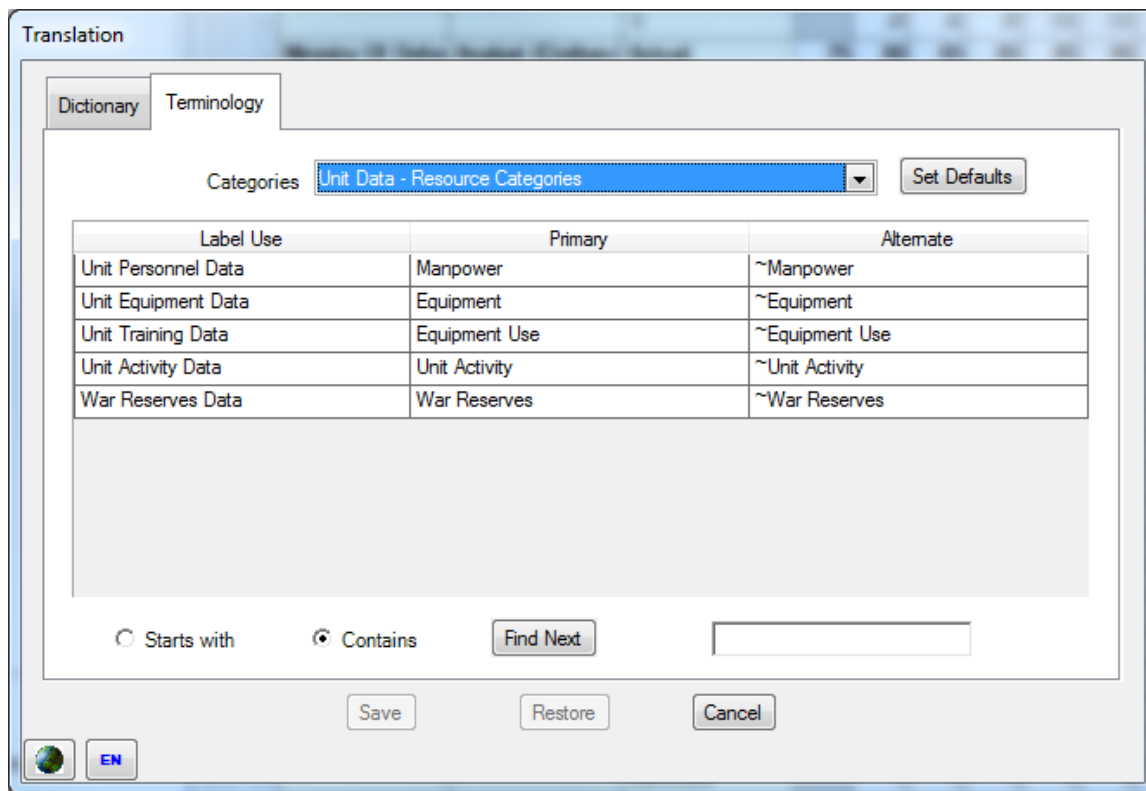 Translation
Dictionary Terminology
Categories Unit Data - Resource Categories Set Defaults
Label Use Primary Alternate
Unit Personnel Data Manpower ~Manpower
Unit Equipment Data Equipment ~Equipment
Unit Training Data Equipment Use ~Equipment Use
Unit Activity Data Unit Activity ~Unit Activity
War Reserves Data War Reserves ~War Reserves
Starts with Contains Find Next
Save Restore Cancel
EN